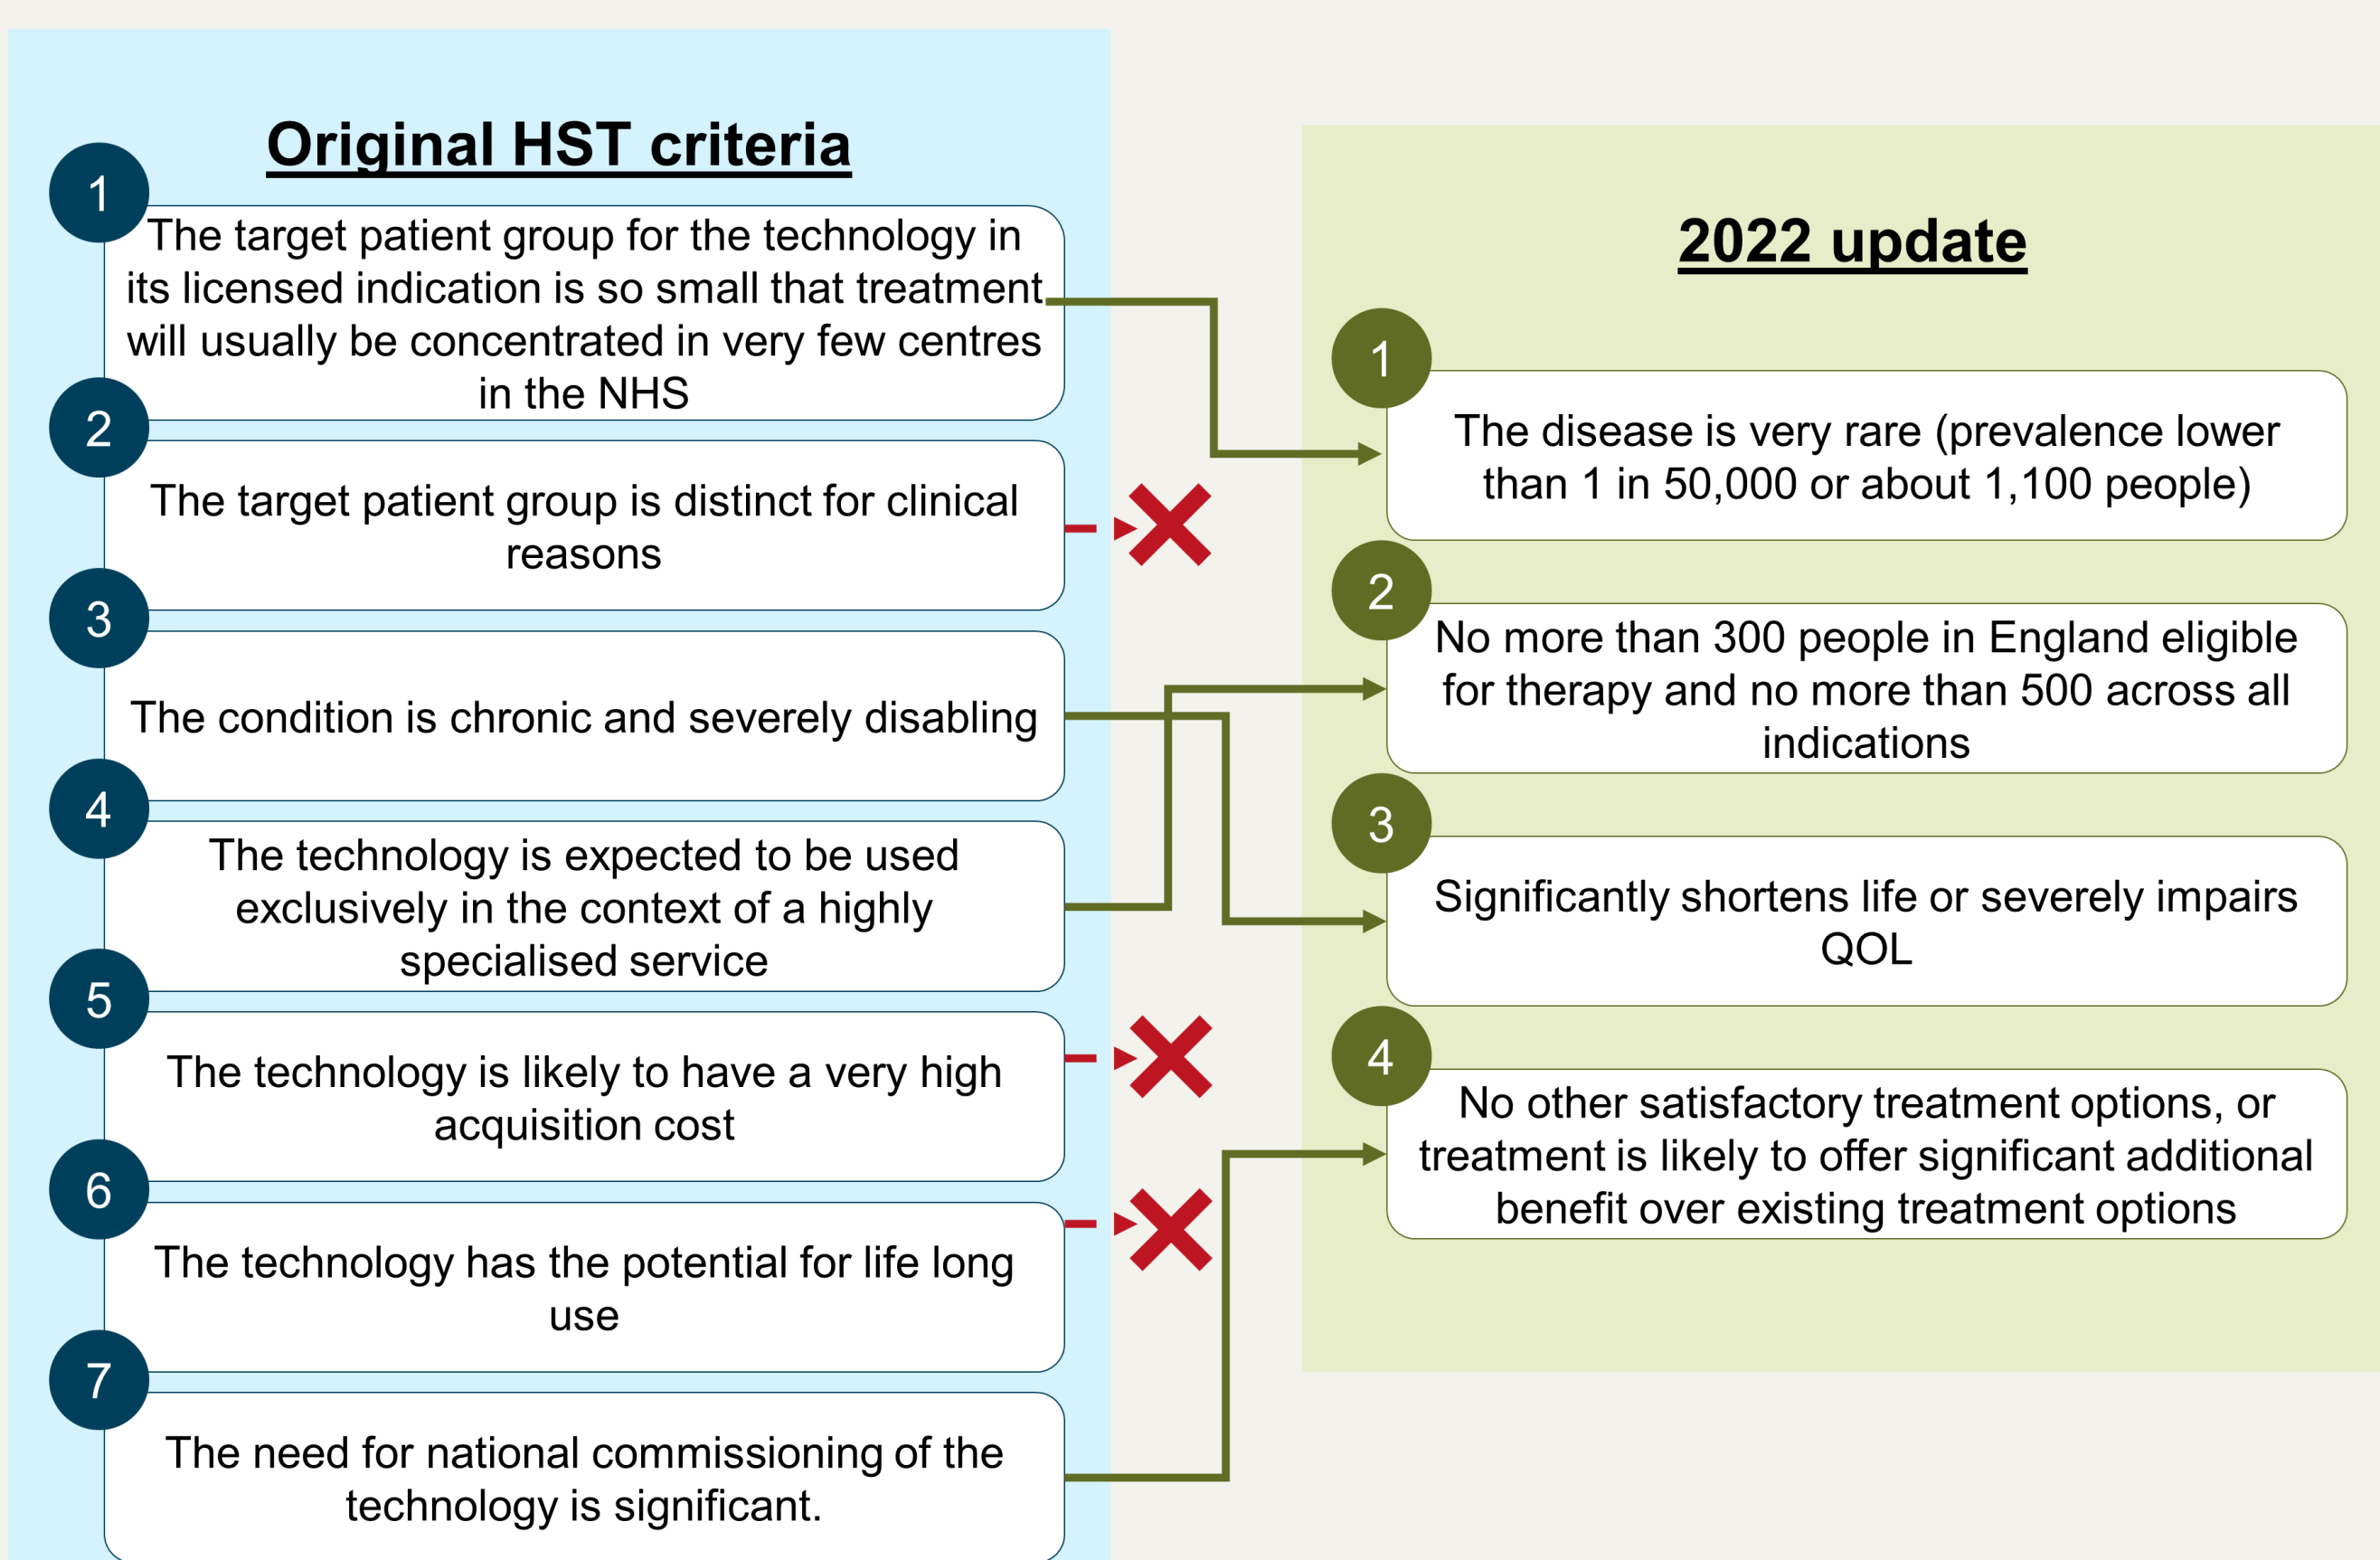 Original HST criteria
1
The target patient group for the technology in
its licensed indication is so small that treatment
will usually be concentrated in very few centres
in the NHS
2
The target patient group is distinct for clinical
reasons
3
The condition is chronic and severely disabling
4
The technology is expected to be used
exclusively in the context of a highly
specialised service
5
The technology is likely to have a very high
acquisition cost
6
The technology has the potential for life long
use
7
The need for national commissioning of the
technology is significant.
2022 update
1
The disease is very rare (prevalence lower
than 1 in 50,000 or about 1,100 people)
2
No more than 300 people in England eligible
for therapy and no more than 500 across all
indications
3
Significantly shortens life or severely impairs
QOL
4
No other satisfactory treatment options, or
treatment is likely to offer significant additional
benefit over existing treatment options